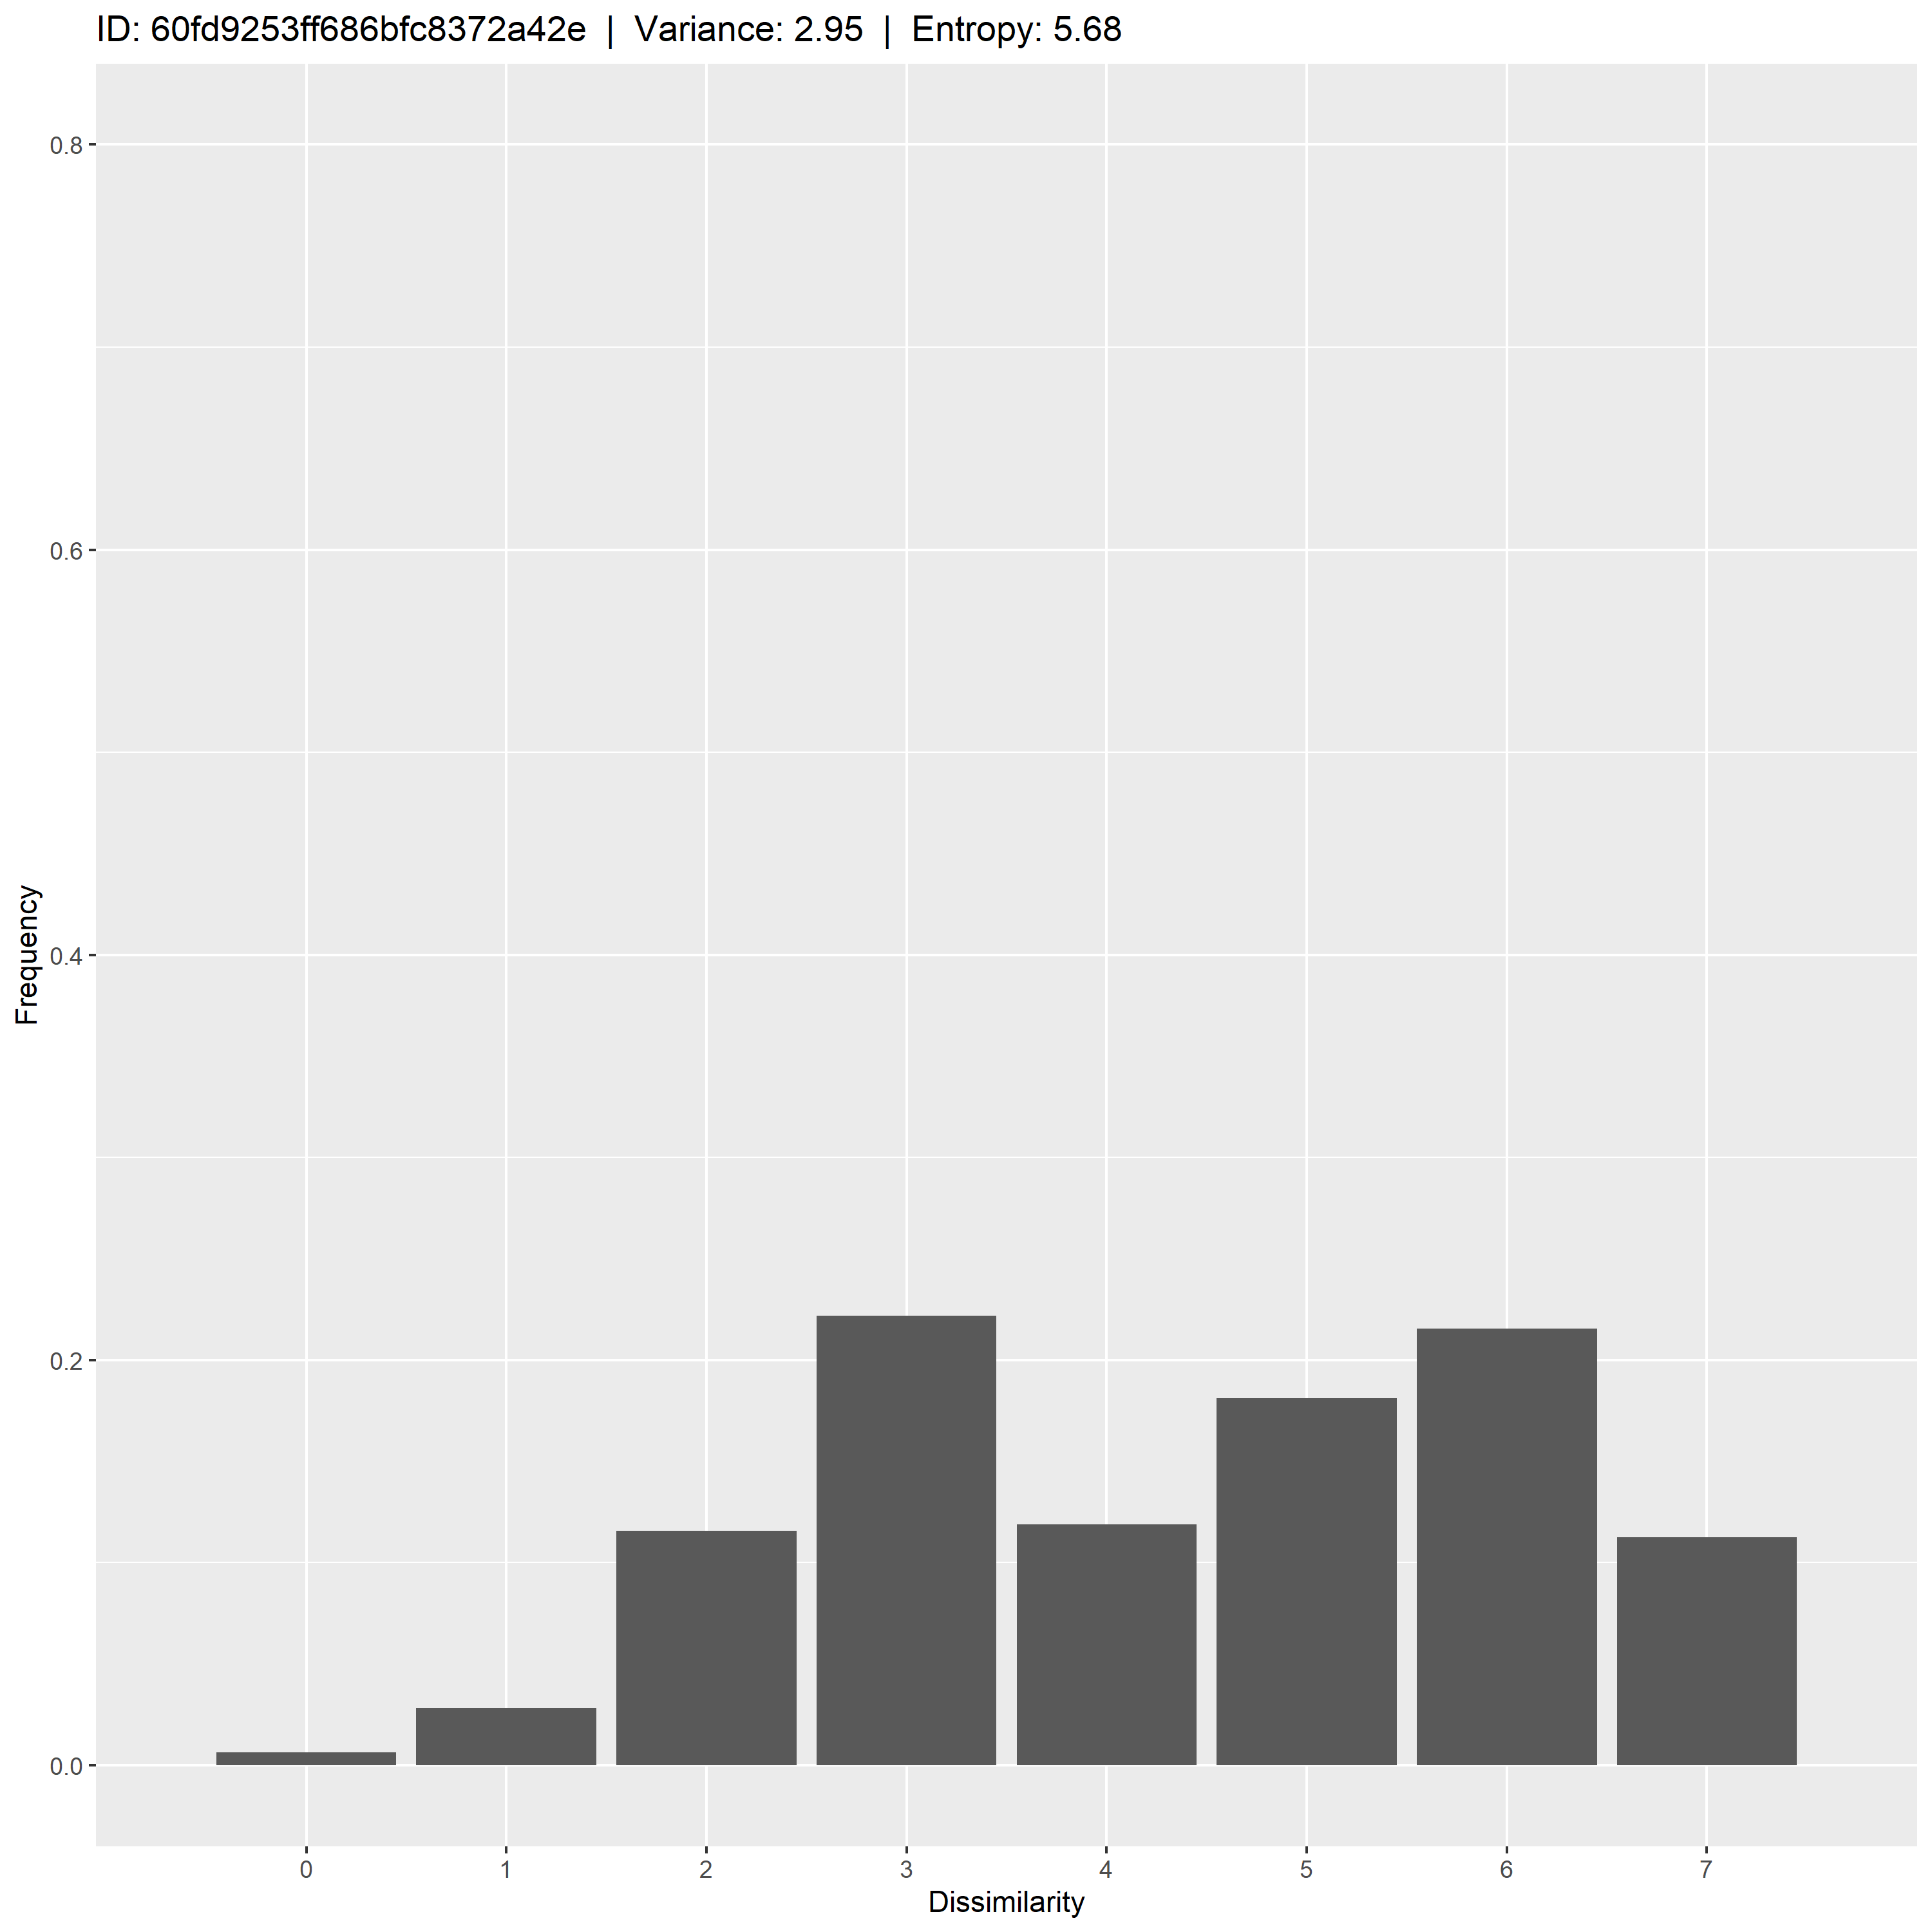 ID: 60fd9253ff686bfc8372a42e | Variance: 2.95 | Entropy: 5.68
0.8
0.6
0.4
0.2
0.0
Frequency
0 1 2 3 4 5 6 7
Dissimilarity